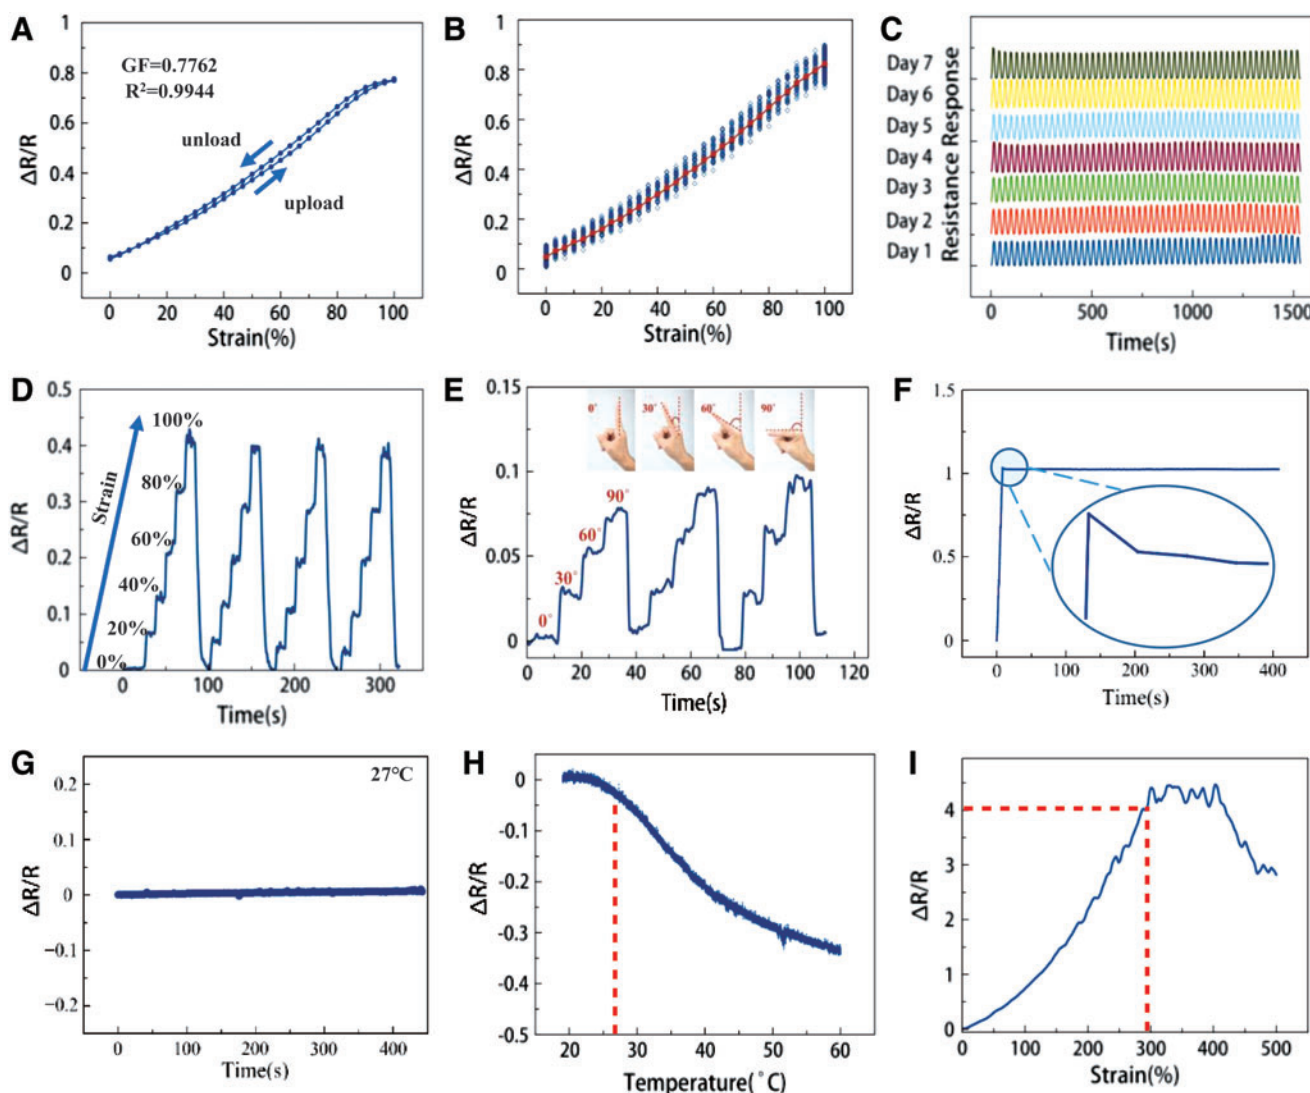 A
1
0.8
0.6
0.4
0.2
0
ΔR/R
GF=0.7762
R²=0.9944
unload
upload
0 20 40 60 80 100
Strain(%)
B
1
0.8
0.6
0.4
0.2
0
ΔR/R
0 20 40 60 80 100
Strain(%)
C
Resistance Response
Day 7
Day 6
Day 5
Day 4
Day 3
Day 2
Day 1
0 500 1000 1500
Time(s)
D
0.5
0.4
0.3
0.2
0.1
0
ΔR/R
Strain
100%
80%
60%
40%
20%
0%
0 100 200 300
Time(s)
E
0.15
0.1
0.05
0
ΔR/R
0° 30° 60° 90°
90°
60°
30°
0°
0 20 40 60 80 100 120
Time(s)
F
1.5
1
0.5
0
ΔR/R
0 100 200 300 400
Time(s)
G
27°C
0.2
0.1
0
−0.1
−0.2
ΔR/R
0 100 200 300 400
Time(s)
H
0
-0.1
-0.2
-0.3
-0.4
-0.5
ΔR/R
20 30 40 50 60
Temperature(°C)
I
5
4
3
2
1
0
ΔR/R
0 100 200 300 400 500
Strain(%)